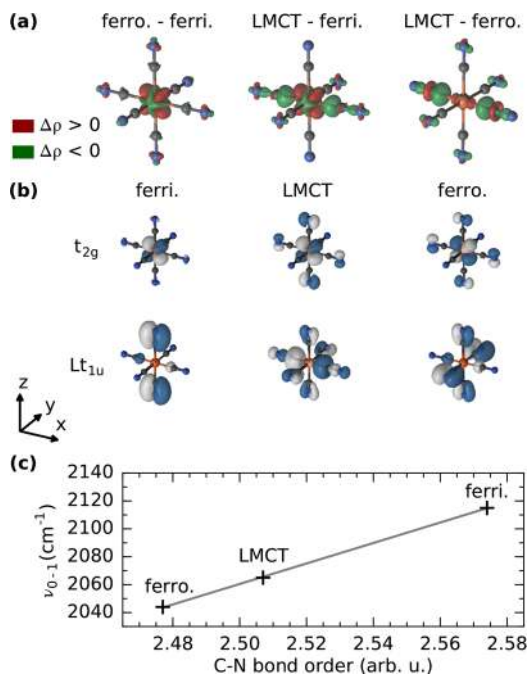 (a) ferro. - ferri. LMCT - ferri. LMCT - ferro.
Δρ > 0
Δρ < 0
(b) ferri. LMCT ferro.
t₂g
Lt₁ᵤ
z
y
x
(c)
2140
2120
2100
2080
2060
2040
ν₀₋₁(cm⁻¹)
ferro.
LMCT
ferri.
2.48 2.50 2.52 2.54 2.56 2.58
C-N bond order (arb. u.)